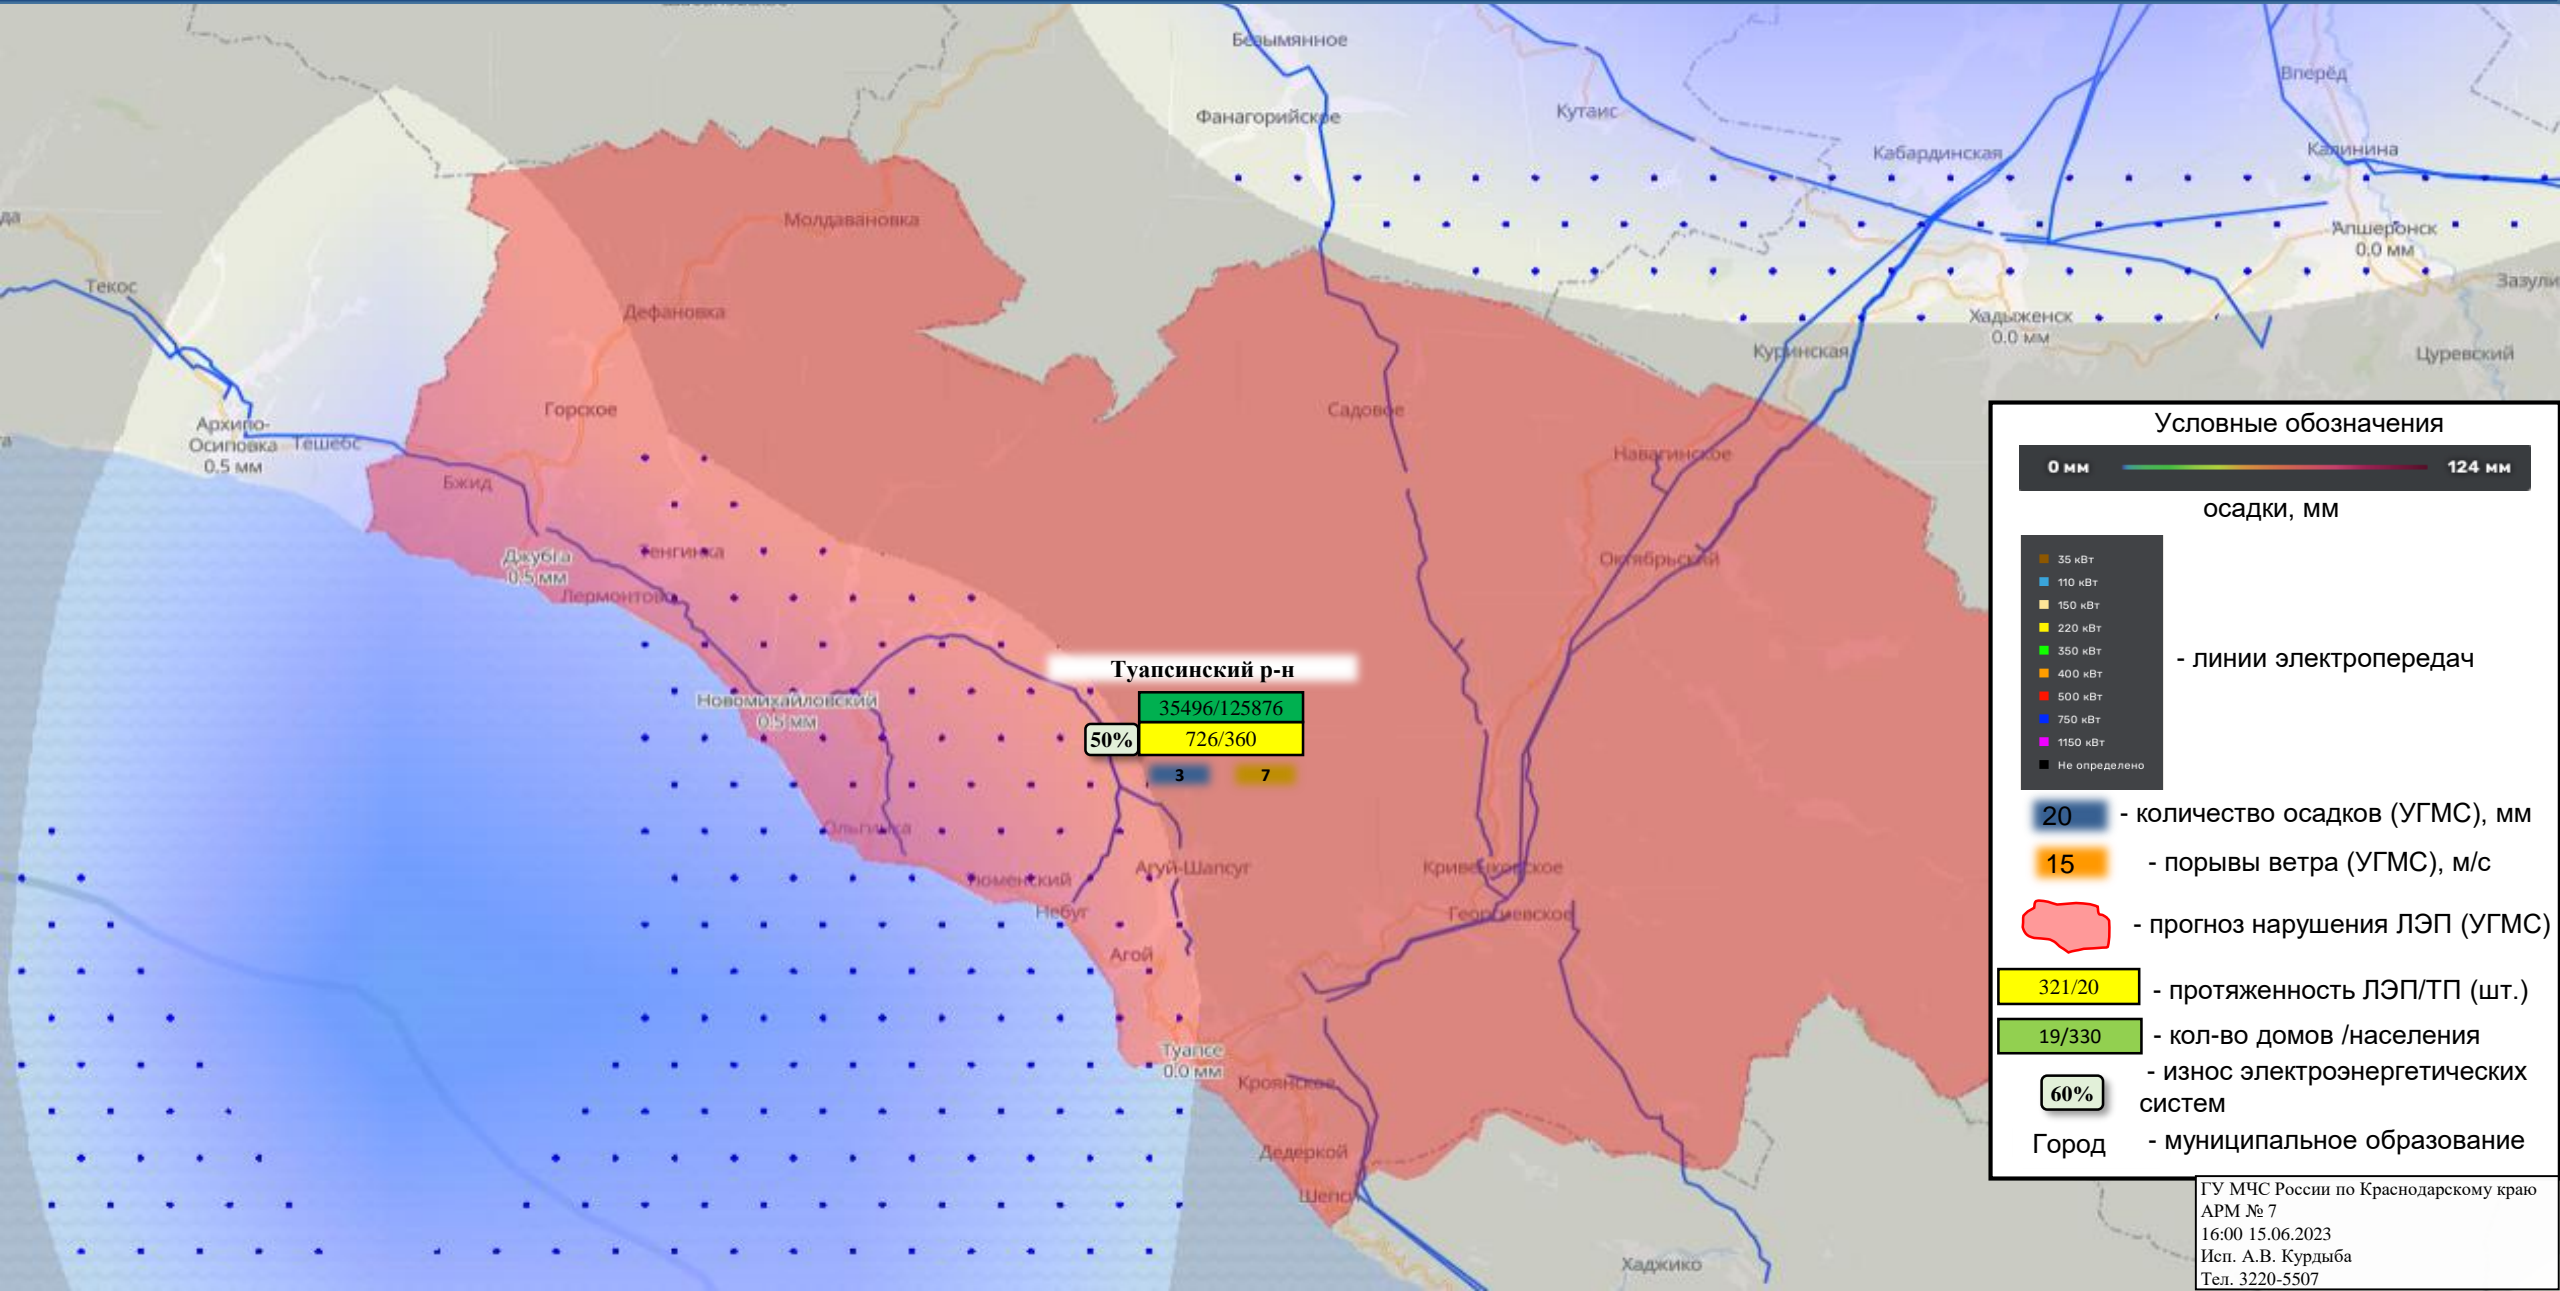 Безымянное
Вперёд
Фанагорийское
Кутаис
Кабардинская
Калинина
Молдавановка
Апшеронск
0.0 мм
Текос
Дефановка
Зазули
Хадыженск
0.0 мм
Куринская
Цуревский
Горское
Садовое
Архипо-
Осиповка
0.5 мм
Тешебс
Навагинское
Бжид
Джубга
0.5 мм
Тенгинка
Октябрьский
Лермонтово
Туапсинский р-н
35496/125876
50%
726/360
3
7
Новомихайловский
0.5 мм
Ольгинка
Тюменский
Агуй-Шапсуг
Кривенковское
Небуг
Георгиевское
Агой
Туапсе
0.0 мм
Кроянское
Дедеркой
Шепси
Хаджико
Условные обозначения
0 мм
124 мм
осадки, мм
35 кВт
110 кВт
150 кВт
220 кВт
350 кВт
400 кВт
500 кВт
750 кВт
1150 кВт
Не определено
- линии электропередач
20 - количество осадков (УГМС), мм
15 - порывы ветра (УГМС), м/с
- прогноз нарушения ЛЭП (УГМС)
321/20 - протяженность ЛЭП/ТП (шт.)
19/330 - кол-во домов /населения
60% - износ электроэнергетических
систем
Город - муниципальное образование
ГУ МЧС России по Краснодарскому краю
АРМ № 7
16:00 15.06.2023
Исп. А.В. Курдыба
Тел. 3220-5507